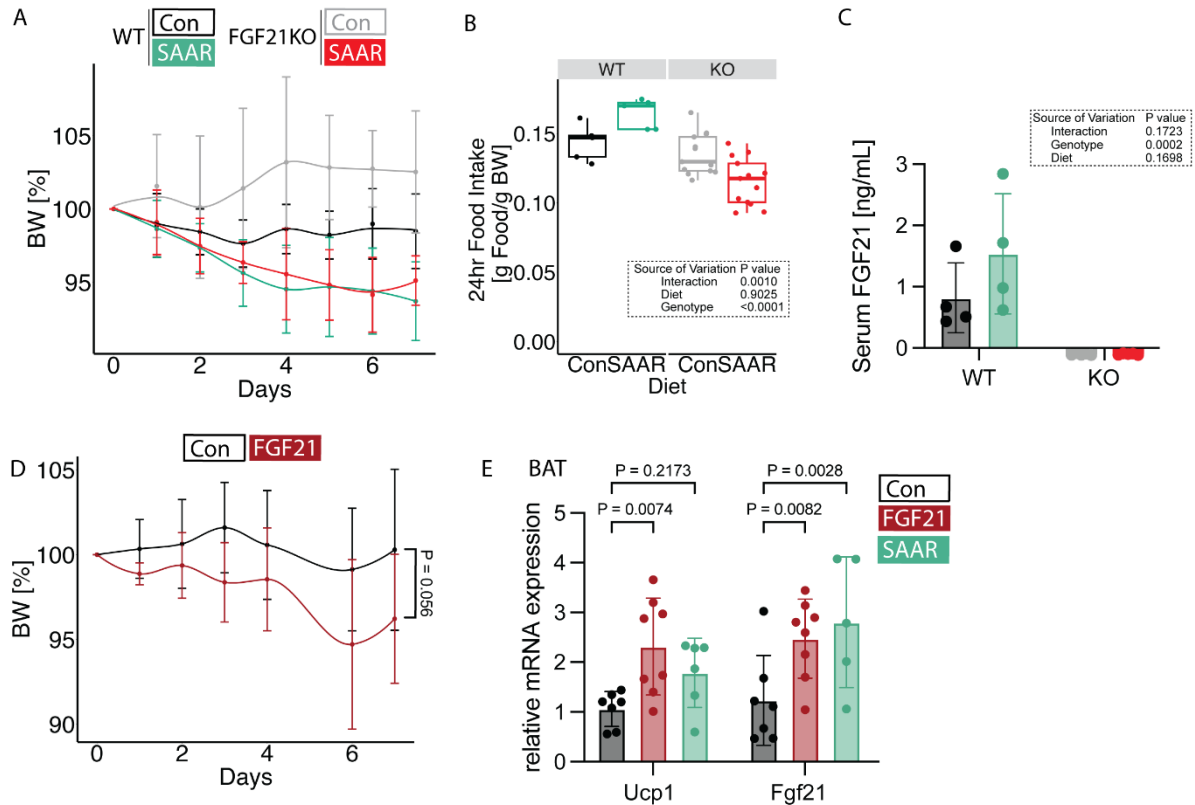 A
WT Con FGF21KO Con
SAAR SAAR
BW [%]
105
100
95
0 2 4 6
Days
B
WT KO
24hr Food Intake
[g Food/g BW]
0.15
0.10
0.05
0.00
Source of Variation P value
Interaction 0.0010
Diet 0.9025
Genotype <0.0001
ConSAAR ConSAAR
Diet
C
Source of Variation P value
Interaction 0.1723
Genotype 0.0002
Diet 0.1698
Serum FGF21 [ng/mL]
3
2
1
0
WT KO
D
Con FGF21
BW [%]
105
100
95
90
P = 0.056
0 2 4 6
Days
E BAT
P = 0.2173 P = 0.0028
P = 0.0074 P = 0.0082
Con
FGF21
SAAR
relative mRNA expression
5
4
3
2
1
0
Ucp1 Fgf21